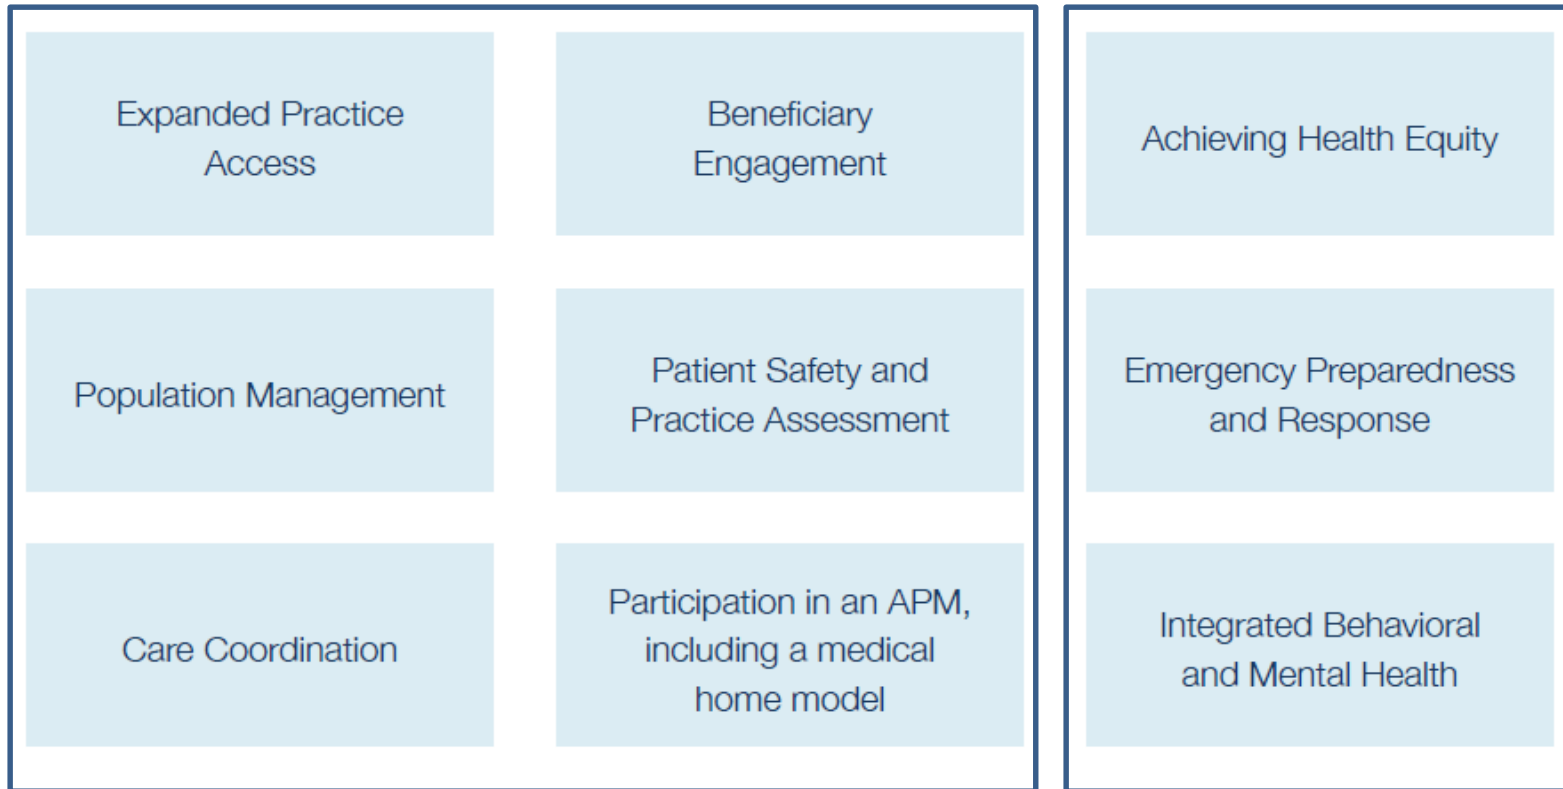 Expanded Practice
Access
Beneficiary
Engagement
Achieving Health Equity
Population Management
Patient Safety and
Practice Assessment
Emergency Preparedness
and Response
Care Coordination
Participation in an APM,
including a medical
home model
Integrated Behavioral
and Mental Health